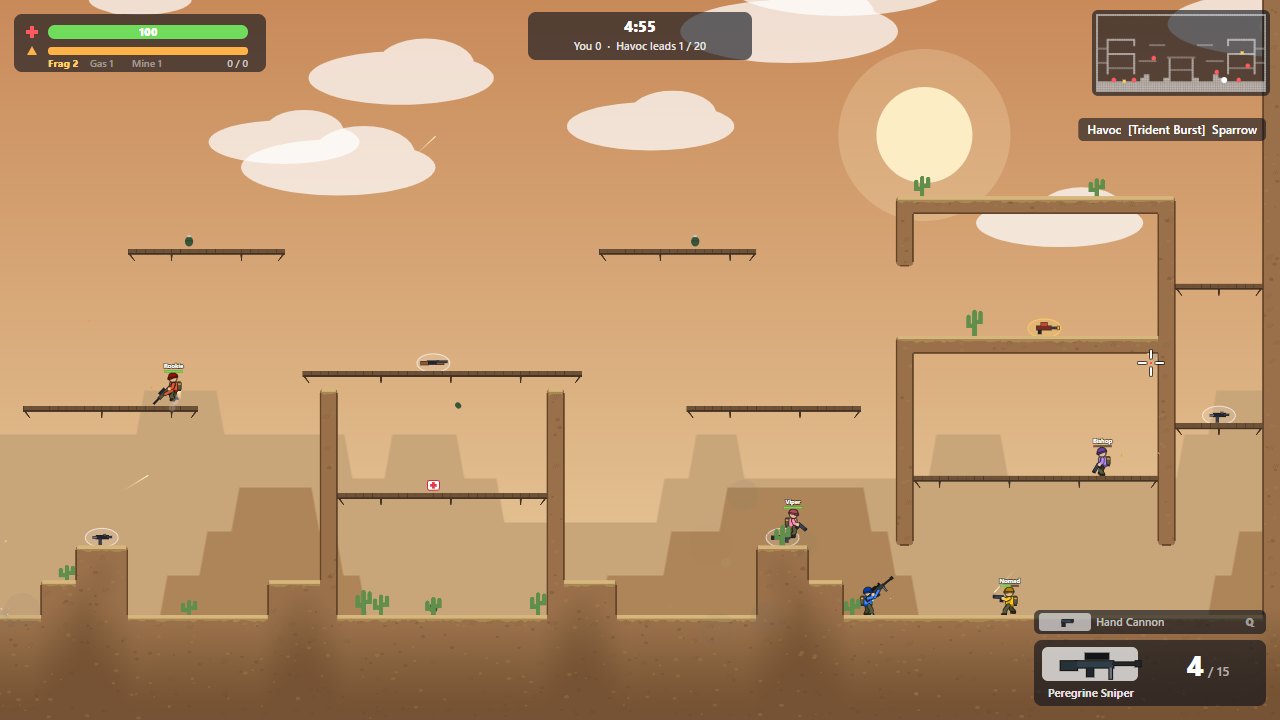 100
Frag 2 Gas 1 Mine 1 0 / 0
4:55
You 0 · Havoc leads 1 / 20
Havoc [Trident Burst] Sparrow
Rookie
Bishop
Viper
Nomad
Hand Cannon Q
4 / 15
Peregrine Sniper